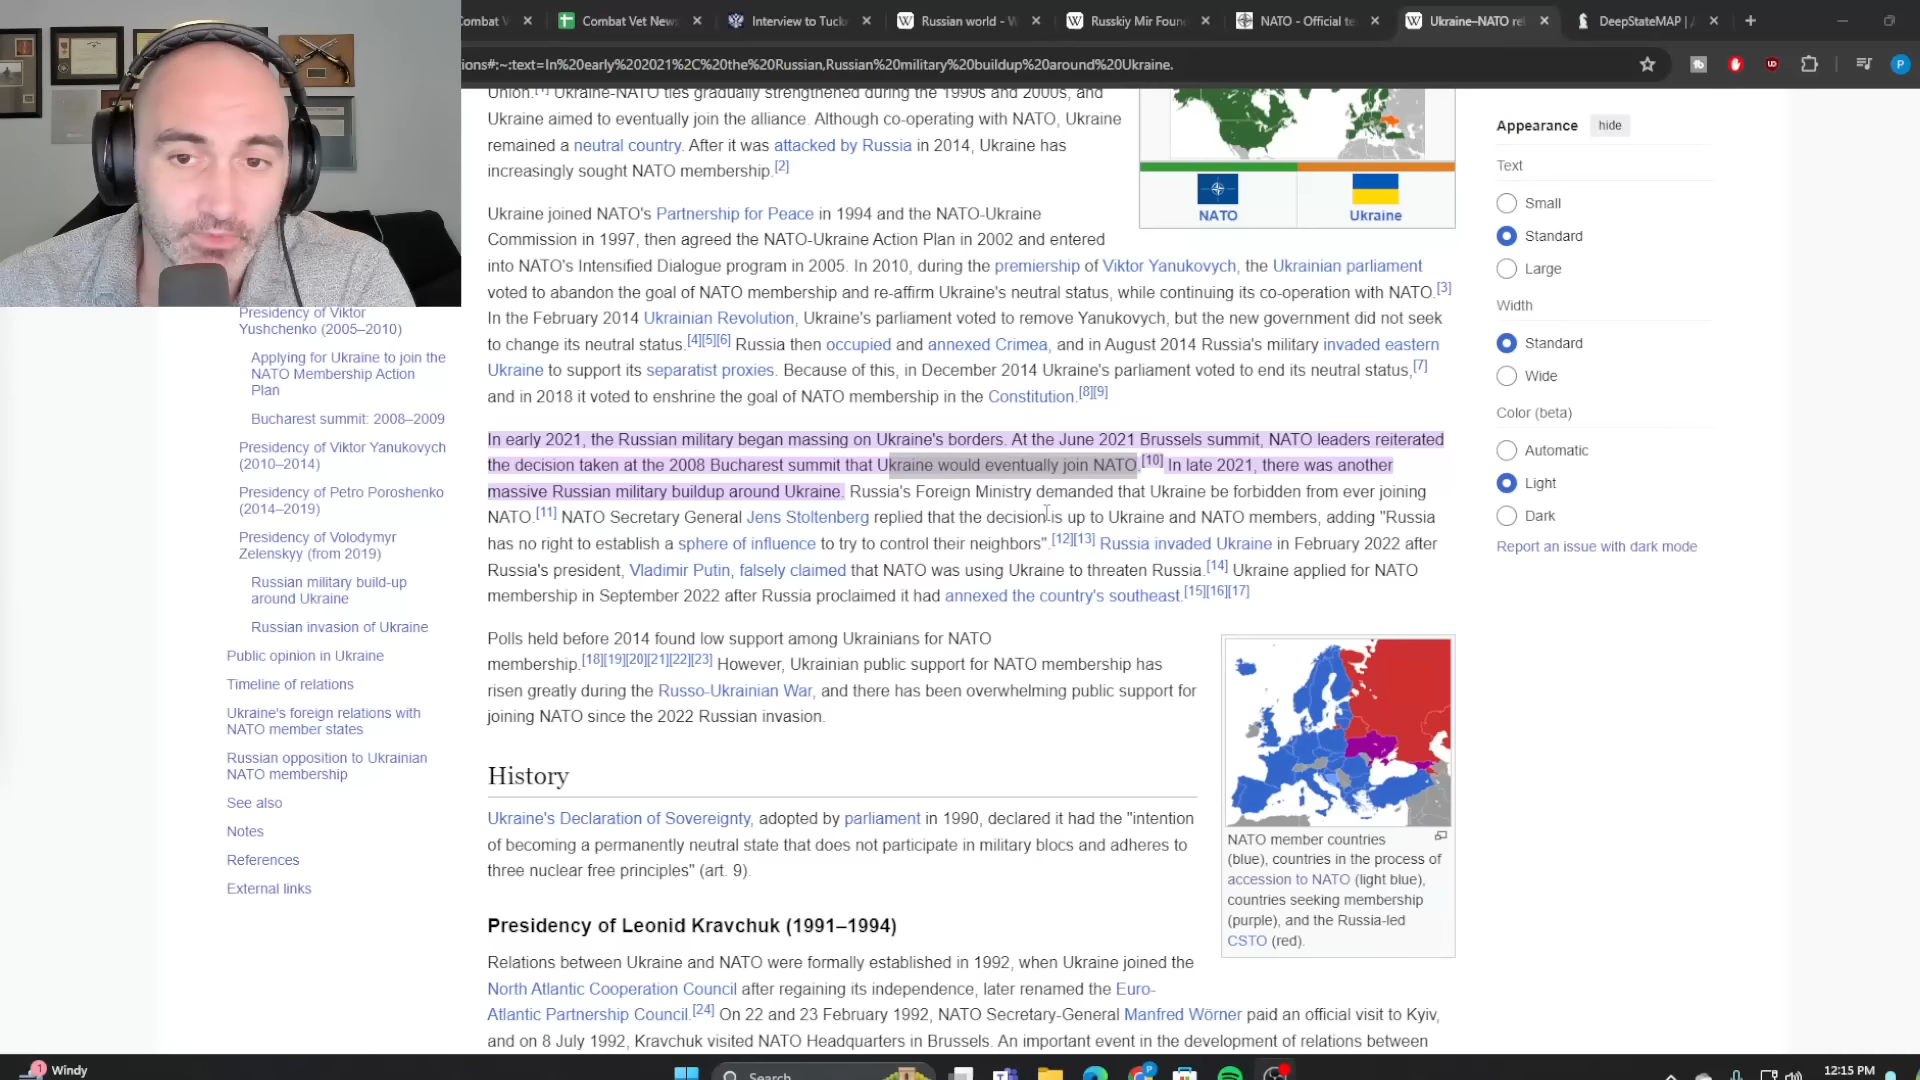 Combat V
Combat Vet News
Interview to Tuck
Russian world - W
Russkiy Mir Foun
NATO - Official te
Ukraine–NATO rel
DeepStateMAP |
ions#:~:text=In%20early%202021%2C%20the%20Russian,Russian%20military%20buildup%20around%20Ukraine.
Union.[1] Ukraine-NATO ties gradually strengthened during the 1990s and 2000s, and
Ukraine aimed to eventually join the alliance. Although co-operating with NATO, Ukraine
remained a neutral country. After it was attacked by Russia in 2014, Ukraine has
increasingly sought NATO membership.[2]
NATO
Ukraine
Ukraine joined NATO's Partnership for Peace in 1994 and the NATO-Ukraine
Commission in 1997, then agreed the NATO-Ukraine Action Plan in 2002 and entered
into NATO's Intensified Dialogue program in 2005. In 2010, during the premiership of Viktor Yanukovych, the Ukrainian parliament
voted to abandon the goal of NATO membership and re-affirm Ukraine's neutral status, while continuing its co-operation with NATO.[3]
In the February 2014 Ukrainian Revolution, Ukraine's parliament voted to remove Yanukovych, but the new government did not seek
to change its neutral status.[4][5][6] Russia then occupied and annexed Crimea, and in August 2014 Russia's military invaded eastern
Ukraine to support its separatist proxies. Because of this, in December 2014 Ukraine's parliament voted to end its neutral status,[7]
and in 2018 it voted to enshrine the goal of NATO membership in the Constitution.[8][9]
In early 2021, the Russian military began massing on Ukraine's borders. At the June 2021 Brussels summit, NATO leaders reiterated
the decision taken at the 2008 Bucharest summit that Ukraine would eventually join NATO.[10] In late 2021, there was another
massive Russian military buildup around Ukraine. Russia's Foreign Ministry demanded that Ukraine be forbidden from ever joining
NATO.[11] NATO Secretary General Jens Stoltenberg replied that the decision is up to Ukraine and NATO members, adding "Russia
has no right to establish a sphere of influence to try to control their neighbors".[12][13] Russia invaded Ukraine in February 2022 after
Russia's president, Vladimir Putin, falsely claimed that NATO was using Ukraine to threaten Russia.[14] Ukraine applied for NATO
membership in September 2022 after Russia proclaimed it had annexed the country's southeast.[15][16][17]
Polls held before 2014 found low support among Ukrainians for NATO
membership.[18][19][20][21][22][23] However, Ukrainian public support for NATO membership has
risen greatly during the Russo-Ukrainian War, and there has been overwhelming public support for
joining NATO since the 2022 Russian invasion.
History
Ukraine's Declaration of Sovereignty, adopted by parliament in 1990, declared it had the "intention
of becoming a permanently neutral state that does not participate in military blocs and adheres to
three nuclear free principles" (art. 9).
Presidency of Leonid Kravchuk (1991–1994)
Relations between Ukraine and NATO were formally established in 1992, when Ukraine joined the
North Atlantic Cooperation Council after regaining its independence, later renamed the Euro-
Atlantic Partnership Council.[24] On 22 and 23 February 1992, NATO Secretary-General Manfred Wörner paid an official visit to Kyiv,
and on 8 July 1992, Kravchuk visited NATO Headquarters in Brussels. An important event in the development of relations between
NATO member countries
(blue), countries in the process of
accession to NATO (light blue),
countries seeking membership
(purple), and the Russia-led
CSTO (red).
Presidency of Viktor
Yushchenko (2005–2010)
Applying for Ukraine to join the
NATO Membership Action
Plan
Bucharest summit: 2008–2009
Presidency of Viktor Yanukovych
(2010–2014)
Presidency of Petro Poroshenko
(2014–2019)
Presidency of Volodymyr
Zelenskyy (from 2019)
Russian military build-up
around Ukraine
Russian invasion of Ukraine
Public opinion in Ukraine
Timeline of relations
Ukraine's foreign relations with
NATO member states
Russian opposition to Ukrainian
NATO membership
See also
Notes
References
External links
Appearance
hide
Text
Small
Standard
Large
Width
Standard
Wide
Color (beta)
Automatic
Light
Dark
Report an issue with dark mode
1
Windy
Search
12:15 PM